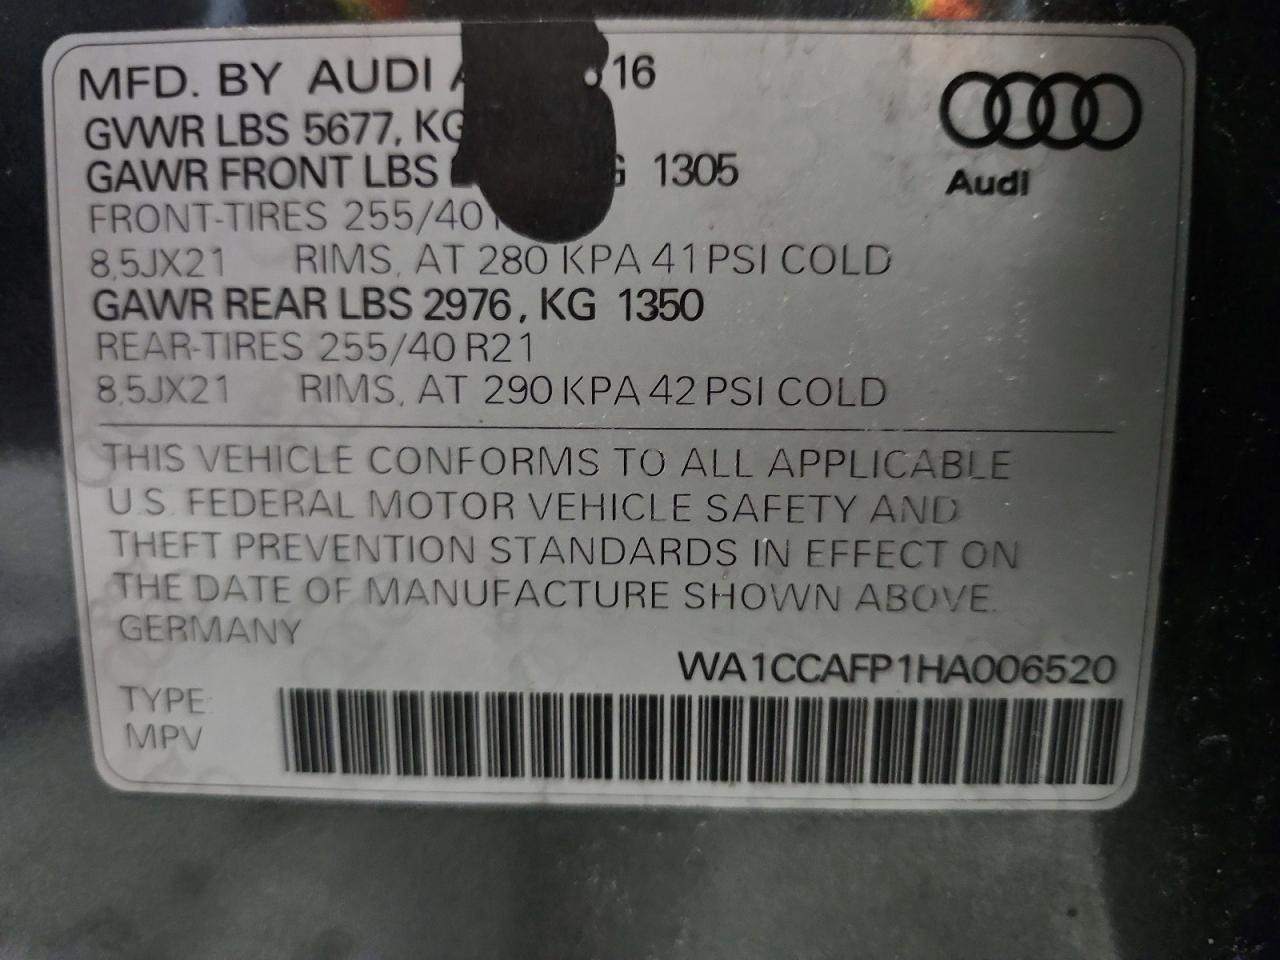 MFD. BY AUDI 16
GVWR LBS 5677, KG
GAWR FRONT LBS 1305
FRONT-TIRES 255/40
8,5JX21 RIMS, AT 280 KPA 41 PSI COLD
GAWR REAR LBS 2976, KG 1350
REAR-TIRES 255/40 R21
8,5JX21 RIMS, AT 290 KPA 42 PSI COLD
Audi
THIS VEHICLE CONFORMS TO ALL APPLICABLE
U.S. FEDERAL MOTOR VEHICLE SAFETY AND
THEFT PREVENTION STANDARDS IN EFFECT ON
THE DATE OF MANUFACTURE SHOWN ABOVE.
GERMANY
WA1CCAFP1HA006520
TYPE:
MPV